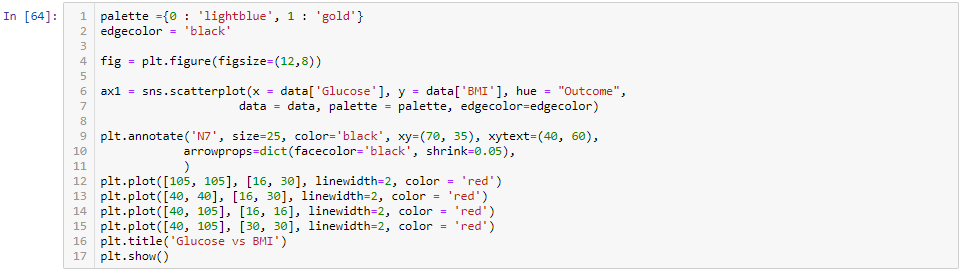 In [64]:
1 palette ={0 : 'lightblue', 1 : 'gold'}
2 edgecolor = 'black'
3
4 fig = plt.figure(figsize=(12,8))
5
6 ax1 = sns.scatterplot(x = data['Glucose'], y = data['BMI'], hue = "Outcome",
7                     data = data, palette = palette, edgecolor=edgecolor)
8
9 plt.annotate('N7', size=25, color='black', xy=(70, 35), xytext=(40, 60),
10             arrowprops=dict(facecolor='black', shrink=0.05),
11             )
12 plt.plot([105, 105], [16, 30], linewidth=2, color = 'red')
13 plt.plot([40, 40], [16, 30], linewidth=2, color = 'red')
14 plt.plot([40, 105], [16, 16], linewidth=2, color = 'red')
15 plt.plot([40, 105], [30, 30], linewidth=2, color = 'red')
16 plt.title('Glucose vs BMI')
17 plt.show()